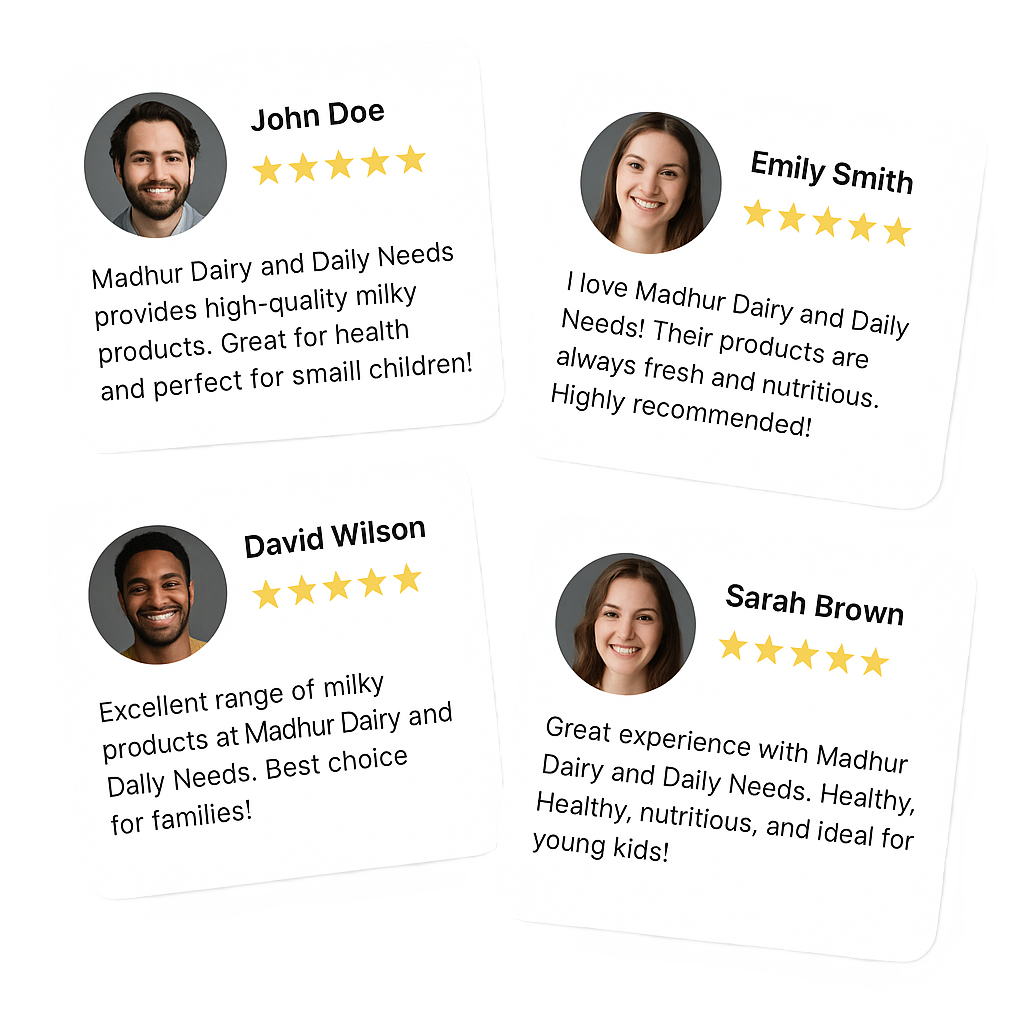 John Doe
Madhur Dairy and Daily Needs
provides high-quality milky
products. Great for health
and perfect for smaill children!
Emily Smith
I love Madhur Dairy and Daily
Needs! Their products are
always fresh and nutritious.
Highly recommended!
David Wilson
Excellent range of milky
products at Madhur Dairy and
Dally Needs. Best choice
for families!
Sarah Brown
Great experience with Madhur
Dairy and Daily Needs. Healthy,
Healthy, nutritious, and ideal for
young kids!